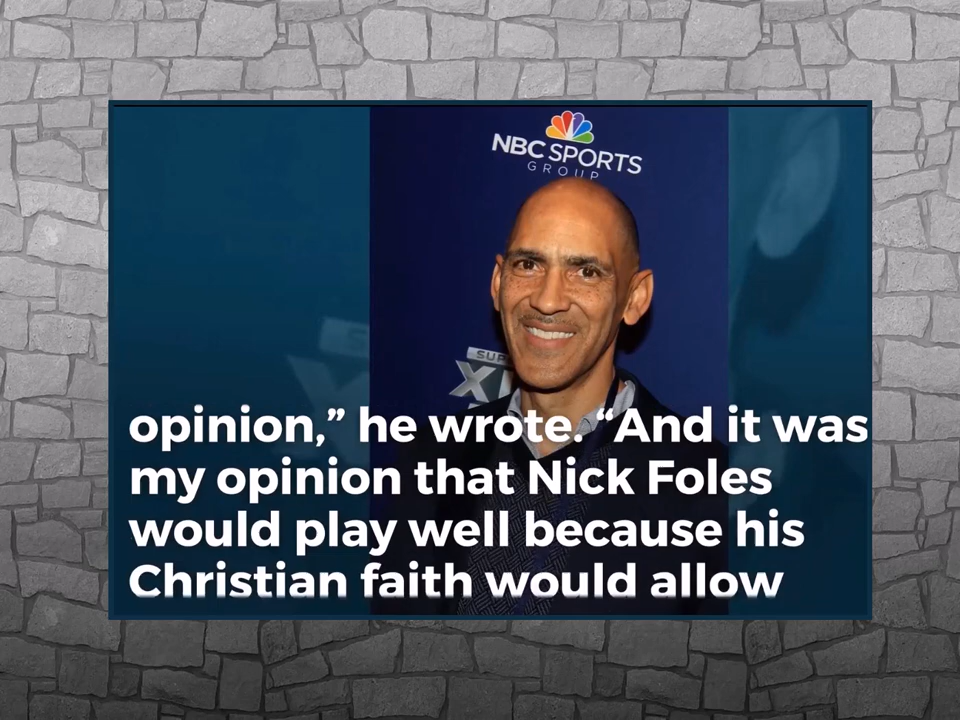 NBC SPORTS
GROUP
SUP
opinion,” he wrote. “And it was
my opinion that Nick Foles
would play well because his
Christian faith would allow